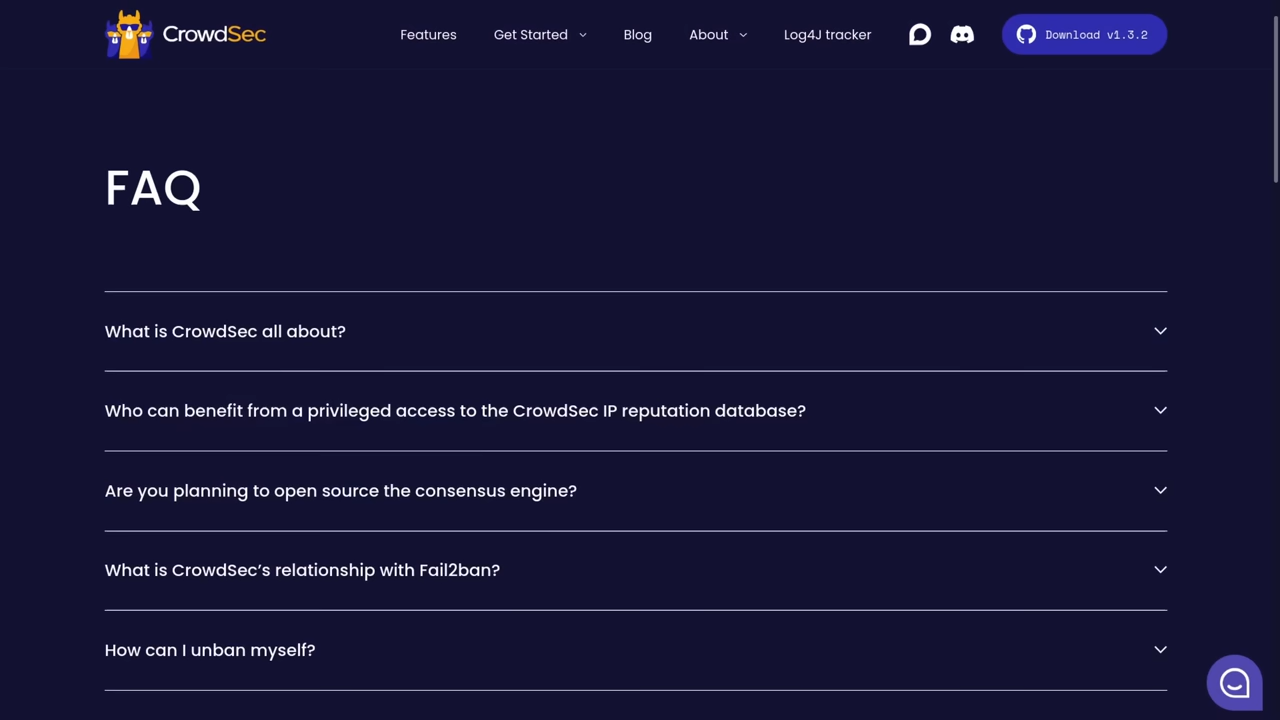 CrowdSec
Features
Get Started
Blog
About
Log4J tracker
Download v1.3.2
FAQ
What is CrowdSec all about?
Who can benefit from a privileged access to the CrowdSec IP reputation database?
Are you planning to open source the consensus engine?
What is CrowdSec’s relationship with Fail2ban?
How can I unban myself?